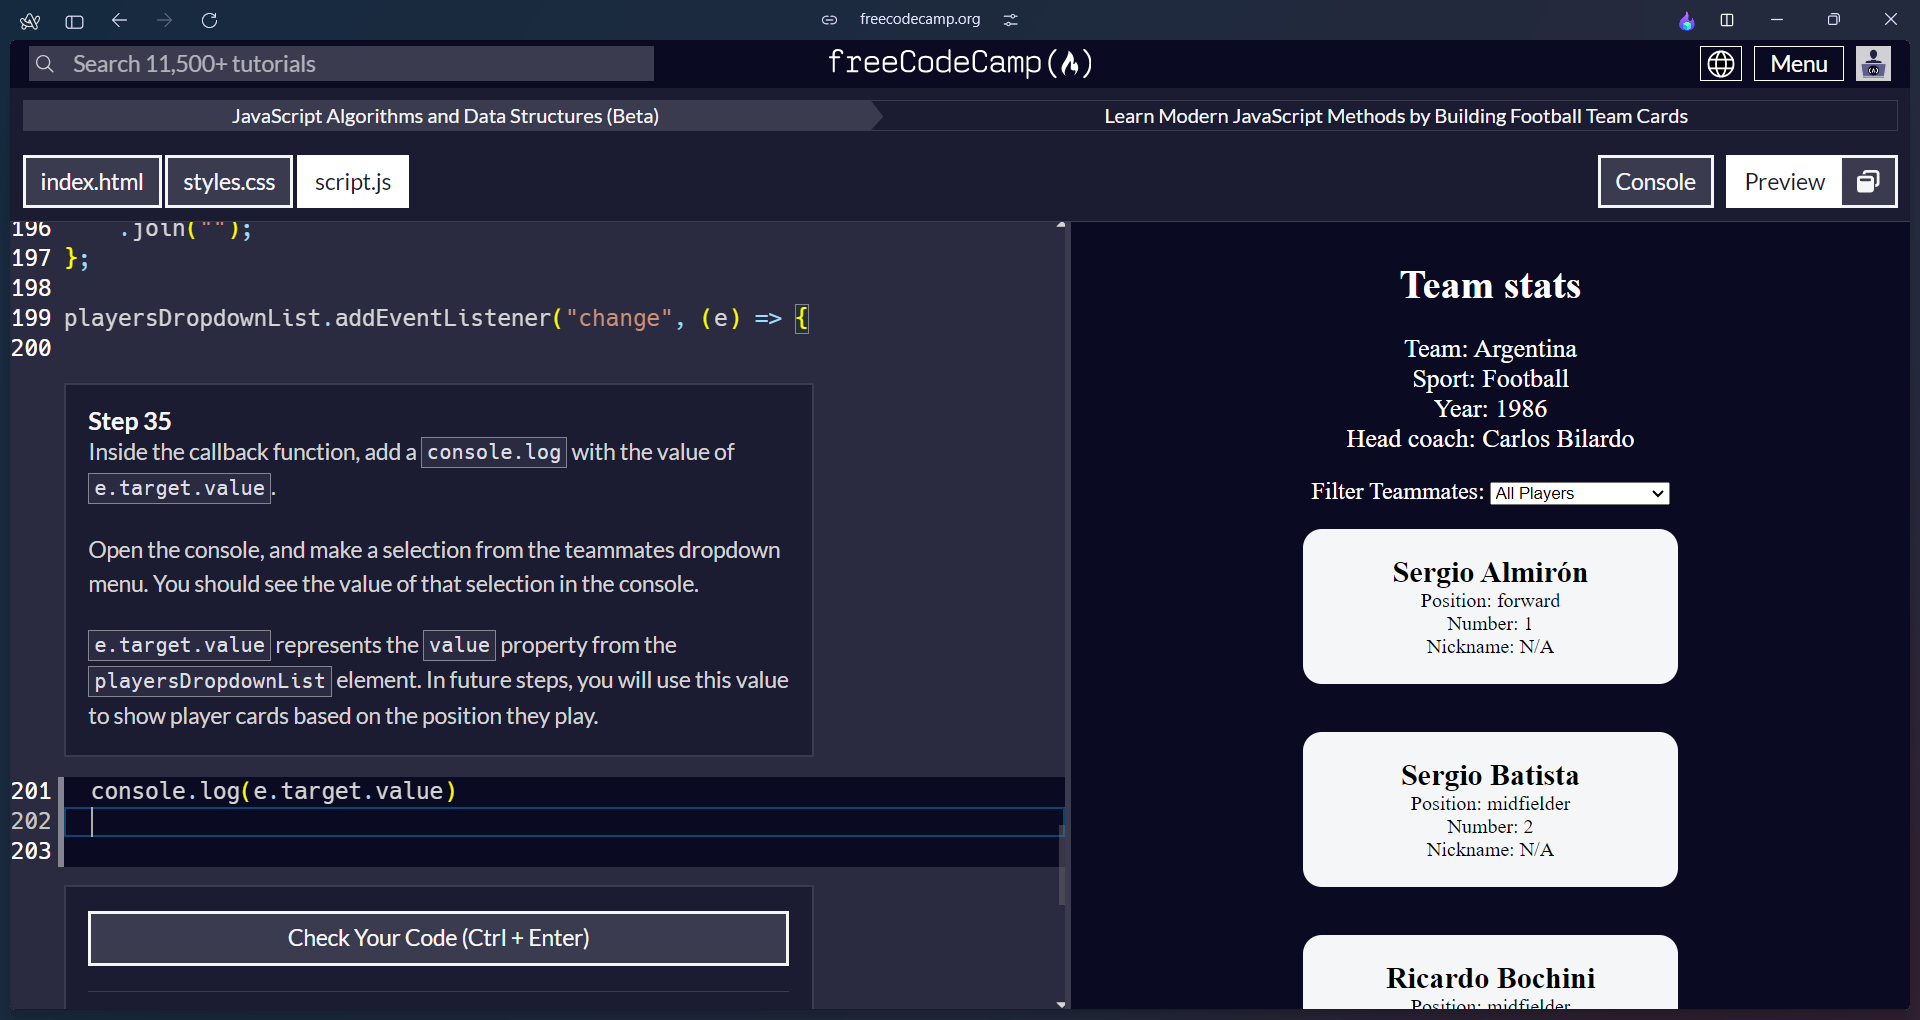 freecodecamp.org
Search 11,500+ tutorials
freeCodeCamp(🔥)
Menu
JavaScript Algorithms and Data Structures (Beta)
Learn Modern JavaScript Methods by Building Football Team Cards
index.html
styles.css
script.js
Console
Preview
196 .join("");
197 };
198
199 playersDropdownList.addEventListener("change", (e) => {
200
Step 35
Inside the callback function, add a console.log with the value of
e.target.value.
Open the console, and make a selection from the teammates dropdown
menu. You should see the value of that selection in the console.
e.target.value represents the value property from the
playersDropdownList element. In future steps, you will use this value
to show player cards based on the position they play.
201 console.log(e.target.value)
202
203
Check Your Code (Ctrl + Enter)
Team stats
Team: Argentina
Sport: Football
Year: 1986
Head coach: Carlos Bilardo
Filter Teammates: All Players
Sergio Almirón
Position: forward
Number: 1
Nickname: N/A
Sergio Batista
Position: midfielder
Number: 2
Nickname: N/A
Ricardo Bochini
Position: midfielder